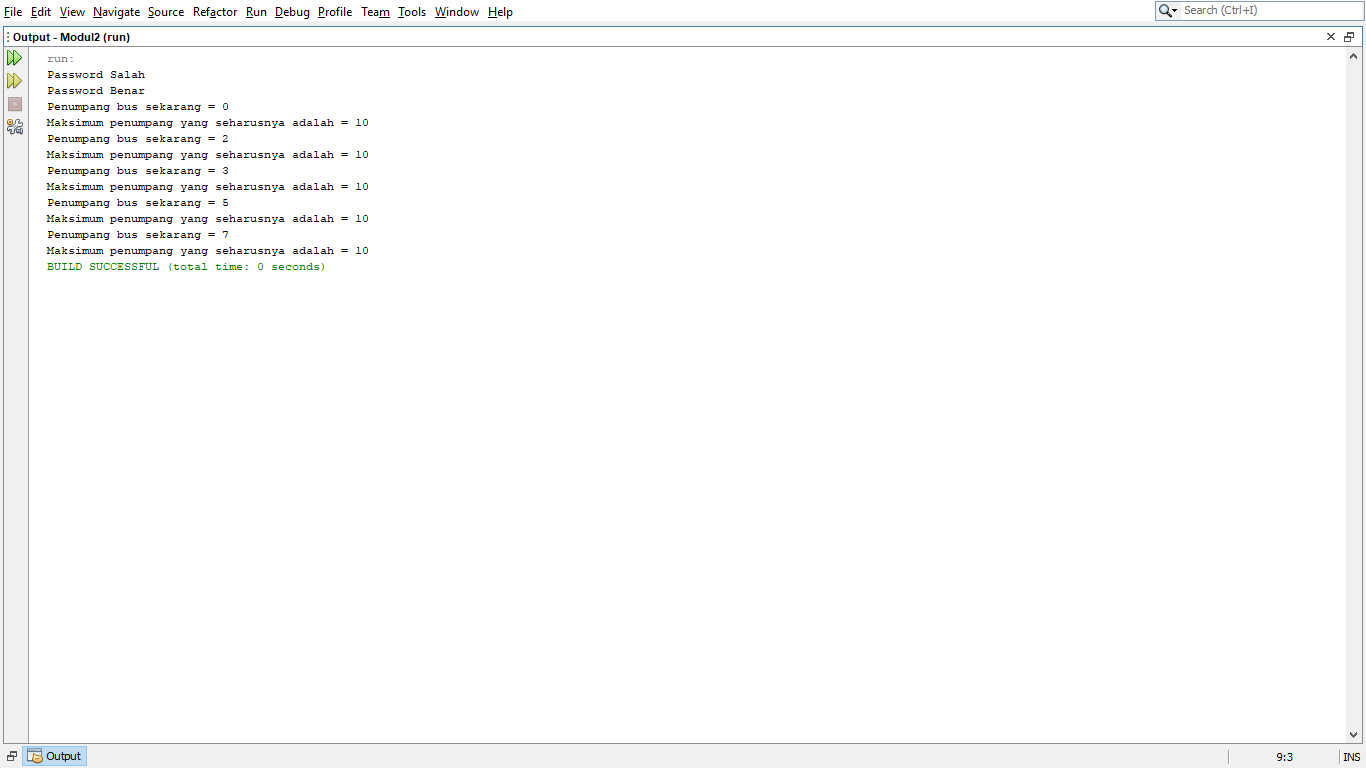 File Edit View Navigate Source Refactor Run Debug Profile Team Tools Window Help Search (Ctrl+I)
Output - Modul2 (run)
run:
Password Salah
Password Benar
Penumpang bus sekarang = 0
Maksimum penumpang yang seharusnya adalah = 10
Penumpang bus sekarang = 2
Maksimum penumpang yang seharusnya adalah = 10
Penumpang bus sekarang = 3
Maksimum penumpang yang seharusnya adalah = 10
Penumpang bus sekarang = 5
Maksimum penumpang yang seharusnya adalah = 10
Penumpang bus sekarang = 7
Maksimum penumpang yang seharusnya adalah = 10
BUILD SUCCESSFUL (total time: 0 seconds)
Output 9:3 INS